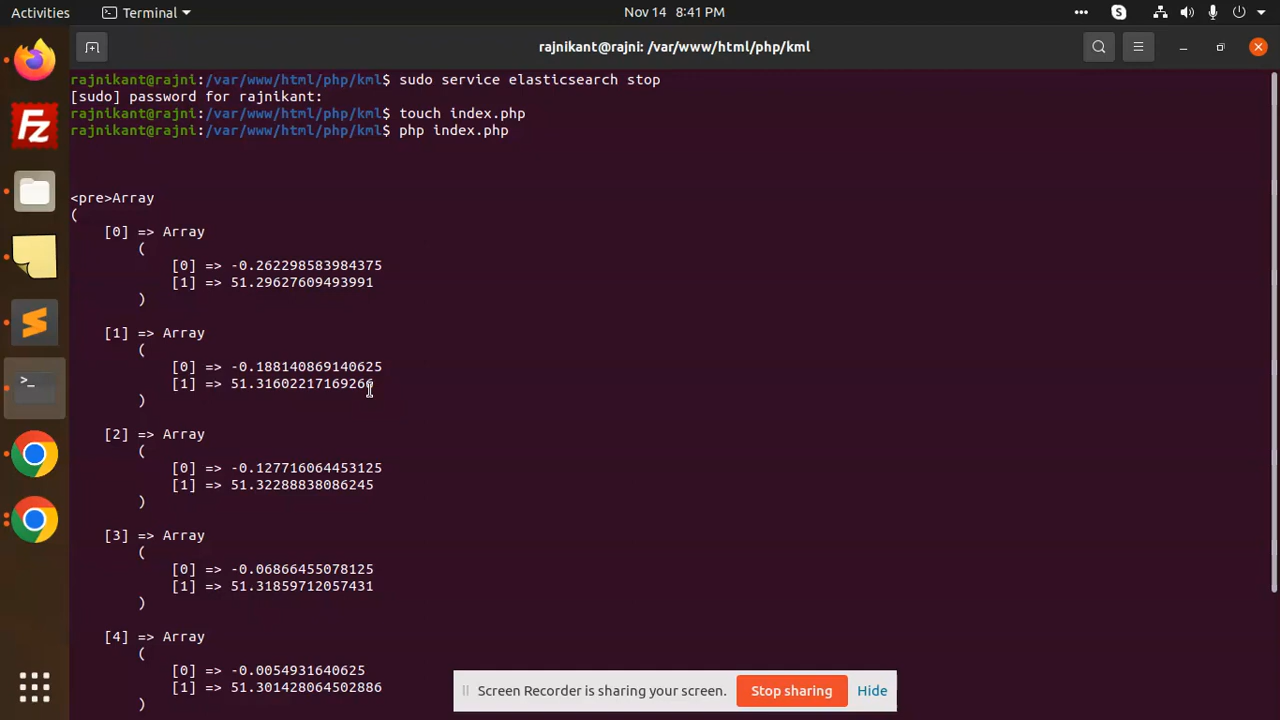 Activities
Terminal
Nov 14 8:41 PM
rajnikant@rajni: /var/www/html/php/kml
rajnikant@rajni:/var/www/html/php/kml$ sudo service elasticsearch stop
[sudo] password for rajnikant:
rajnikant@rajni:/var/www/html/php/kml$ touch index.php
rajnikant@rajni:/var/www/html/php/kml$ php index.php
<pre>Array
(
[0] => Array
(
[0] => -0.262298583984375
[1] => 51.29627609493991
)
[1] => Array
(
[0] => -0.188140869140625
[1] => 51.31602217169266
)
[2] => Array
(
[0] => -0.127716064453125
[1] => 51.32288838086245
)
[3] => Array
(
[0] => -0.06866455078125
[1] => 51.31859712057431
)
[4] => Array
(
[0] => -0.0054931640625
[1] => 51.301428064502886
)
Screen Recorder is sharing your screen.
Stop sharing
Hide